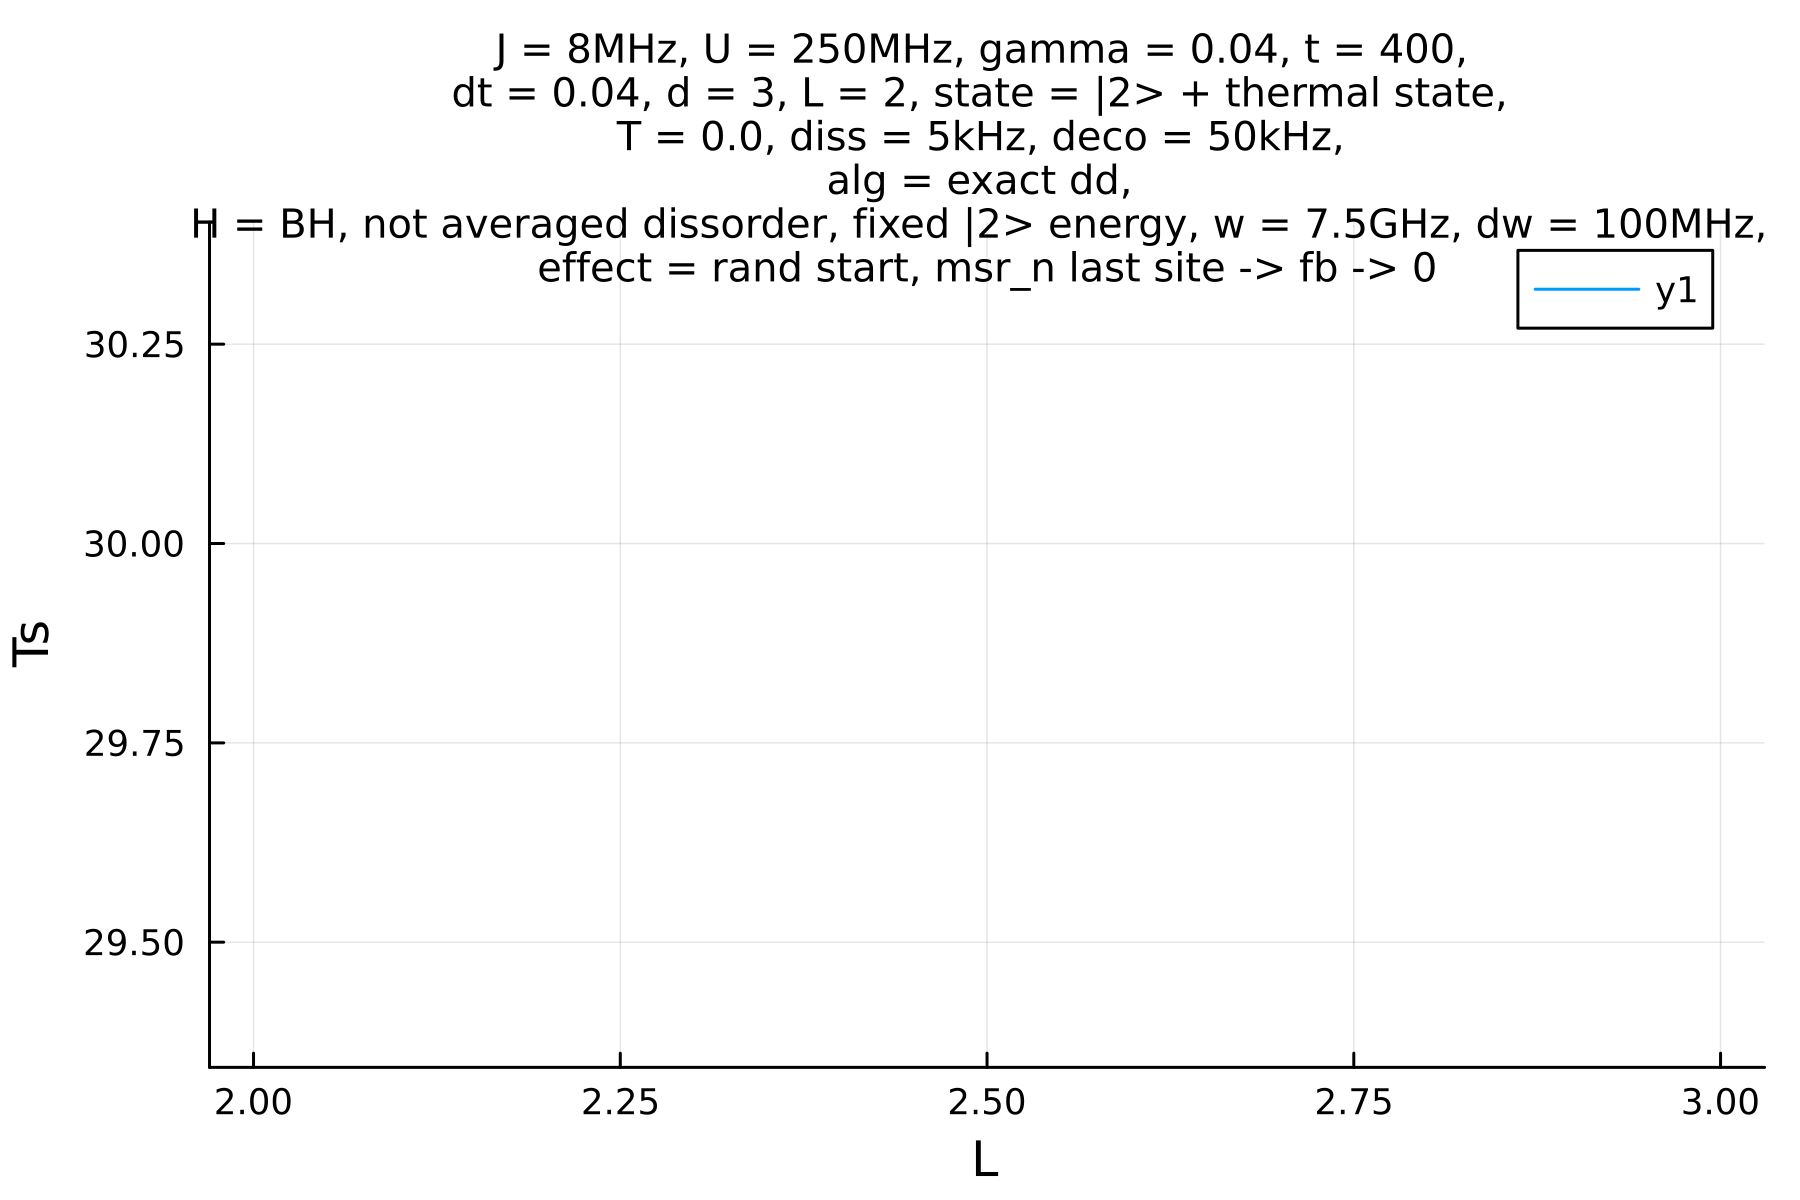 J = 8MHz, U = 250MHz, gamma = 0.04, t = 400,
dt = 0.04, d = 3, L = 2, state = |2> + thermal state,
T = 0.0, diss = 5kHz, deco = 50kHz,
alg = exact dd,
H = BH, not averaged dissorder, fixed |2> energy, w = 7.5GHz, dw = 100MHz,
effect = rand start, msr_n last site -> fb -> 0
y1
30.25
30.00
29.75
29.50
Ts
2.00 2.25 2.50 2.75 3.00
L